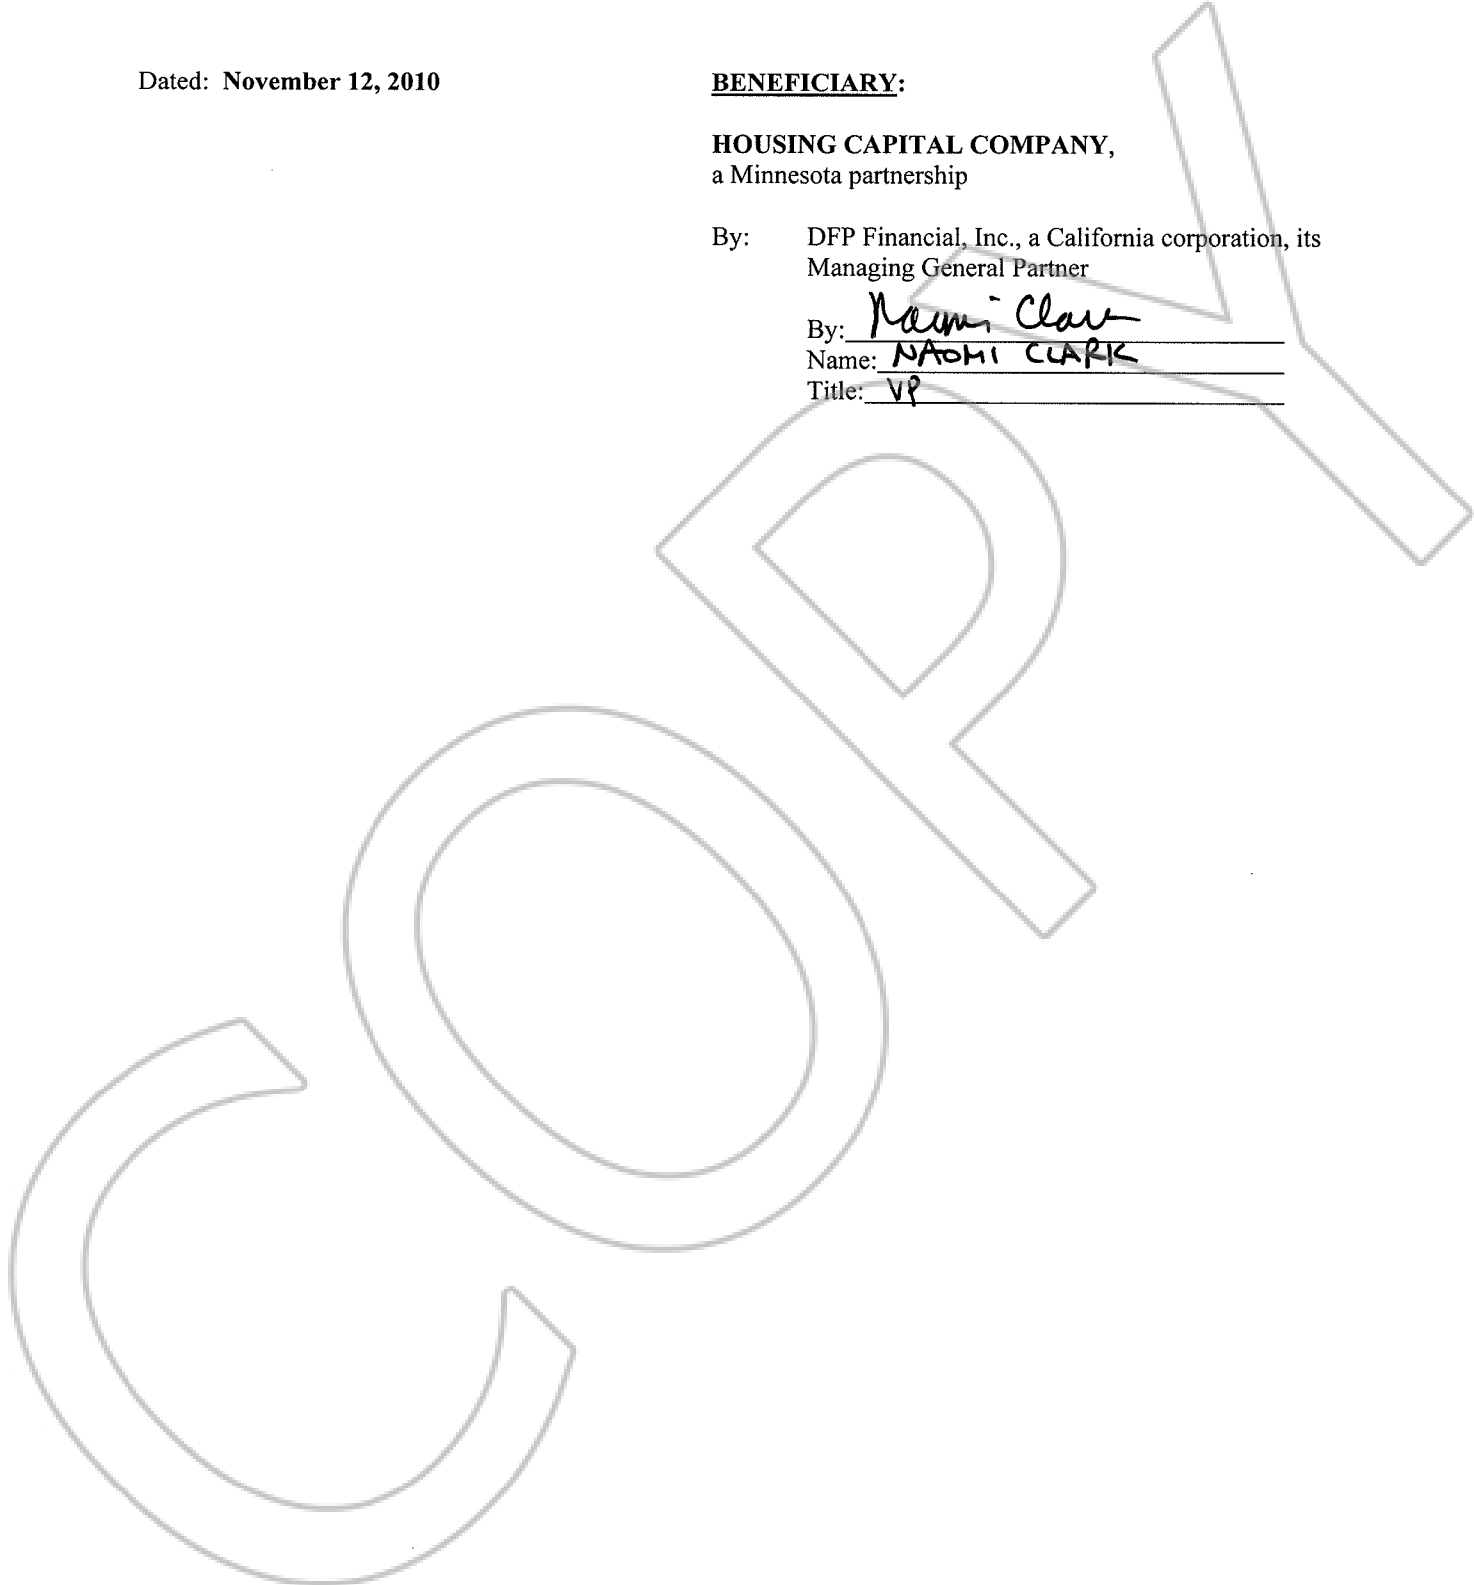 Dated: November 12, 2010
BENEFICIARY:
HOUSING CAPITAL COMPANY,
a Minnesota partnership
By: DFP Financial, Inc., a California corporation, its
Managing General Partner
By: Naomi Clark
Name: NAOMI CLARK
Title: VP
COPY